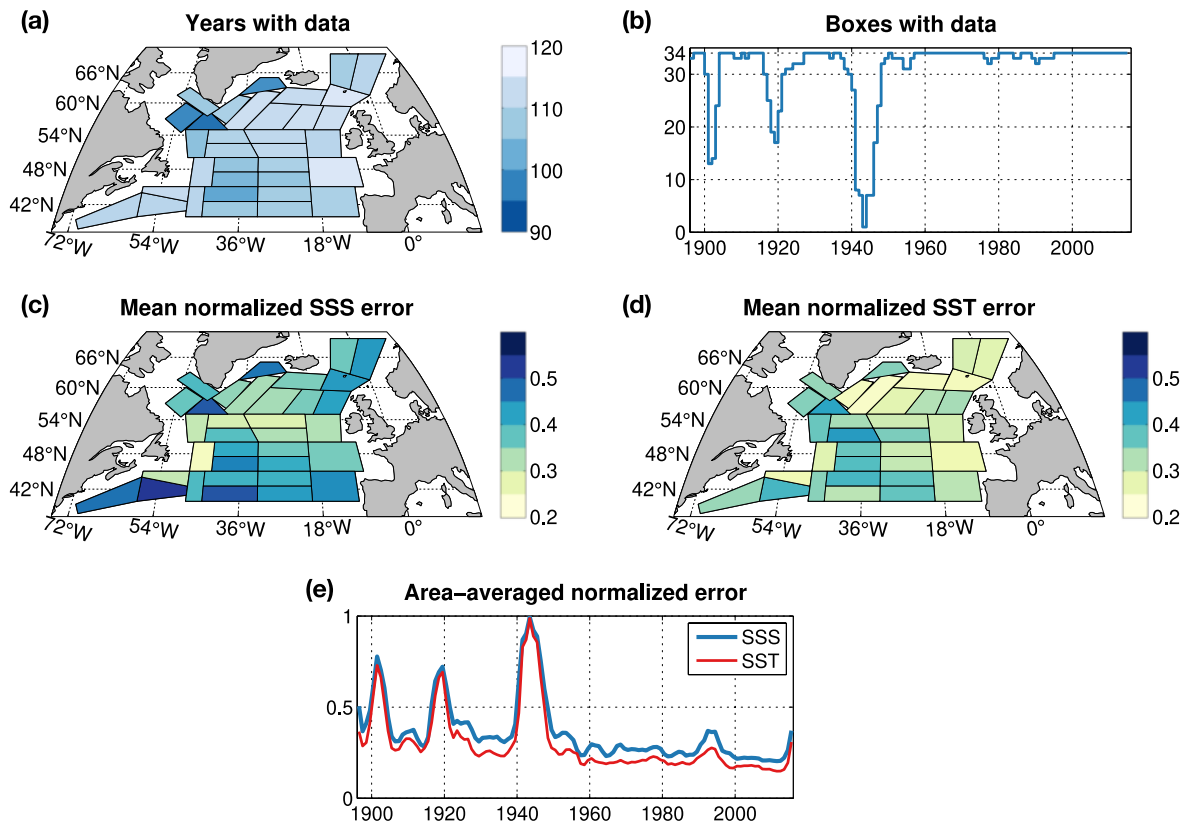 (a)
Years with data
66°N
60°N
54°N
48°N
42°N
72°W
54°W
36°W
18°W
0°
120
110
100
90
(b)
Boxes with data
34
30
20
10
0
1900
1920
1940
1960
1980
2000
(c)
Mean normalized SSS error
66°N
60°N
54°N
48°N
42°N
72°W
54°W
36°W
18°W
0°
0.5
0.4
0.3
0.2
(d)
Mean normalized SST error
66°N
60°N
54°N
48°N
42°N
72°W
54°W
36°W
18°W
0°
0.5
0.4
0.3
0.2
(e)
Area–averaged normalized error
1
0.5
0
SSS
SST
1900
1920
1940
1960
1980
2000